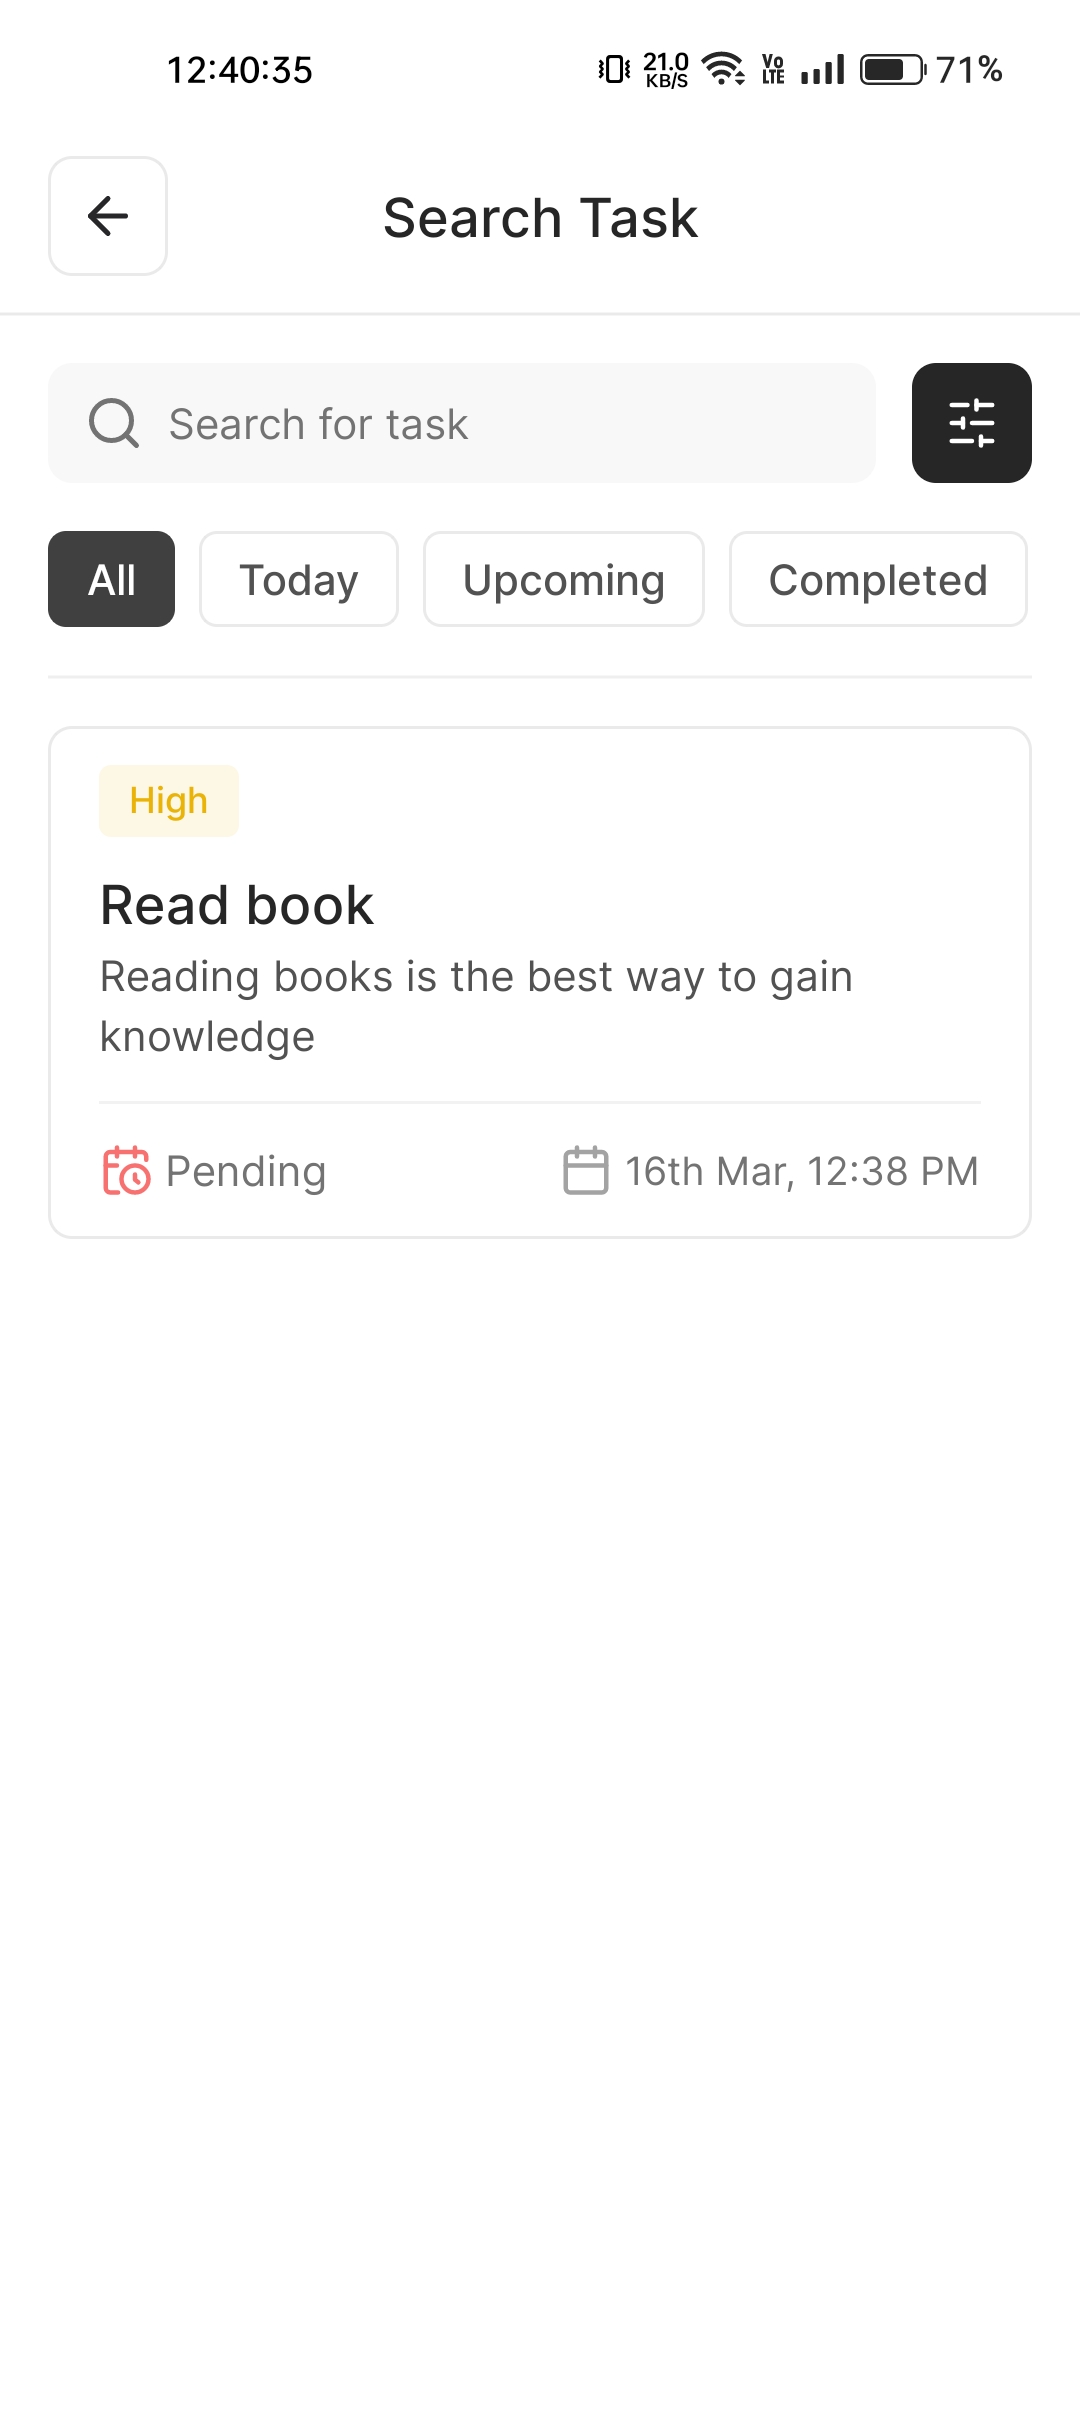 12:40:35
21.0
KB/S
Vo
LTE
71%
Search Task
Search for task
All
Today
Upcoming
Completed
High
Read book
Reading books is the best way to gain
knowledge
Pending
16th Mar, 12:38 PM